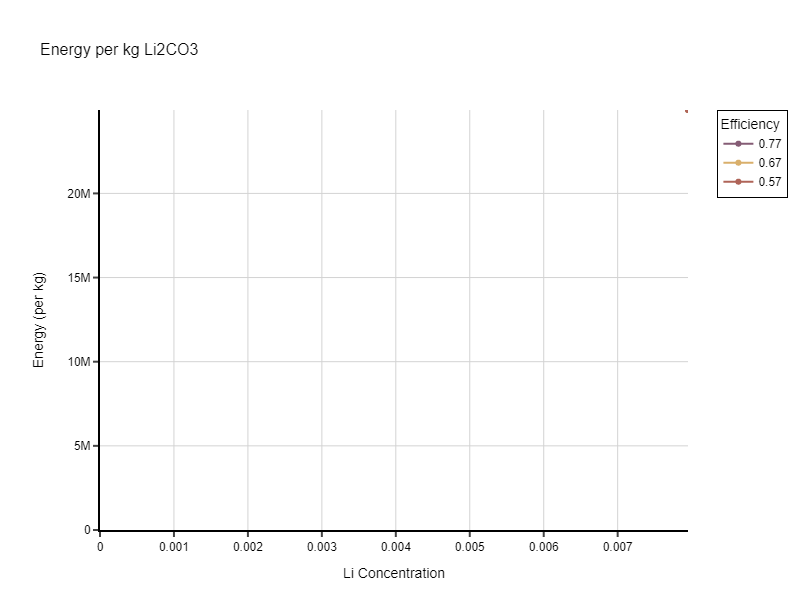 Energy per kg Li2CO3
Efficiency
0.77
0.67
0.57
20M
15M
10M
5M
0
Energy (per kg)
0
0.001
0.002
0.003
0.004
0.005
0.006
0.007
Li Concentration